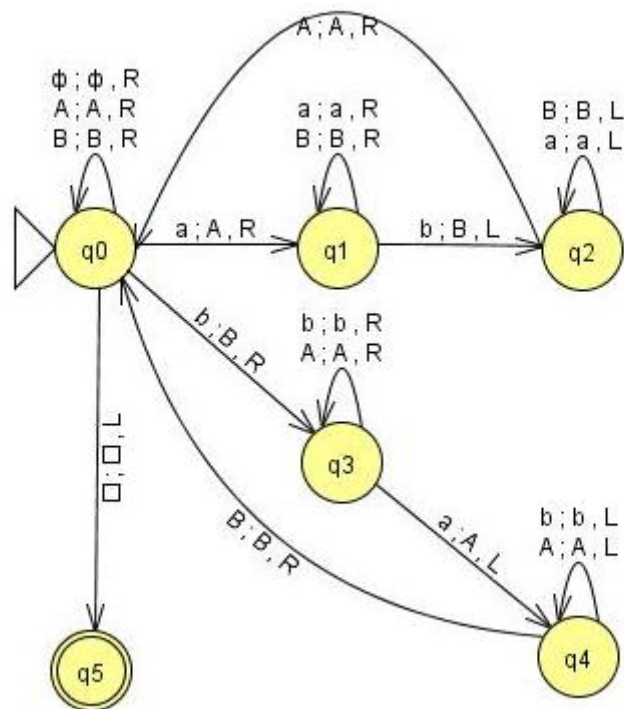 A ; A , R
ф ; ф , R
A ; A , R
B ; B , R
a ; a , R
B ; B , R
B ; B , L
a ; a , L
q0
a ; A , R
q1
b ; B , L
q2
b ; B , R
b ; b , R
A ; A , R
q3
□ ; □ , L
a ; A , L
B ; B , R
b ; b , L
A ; A , L
q4
q5